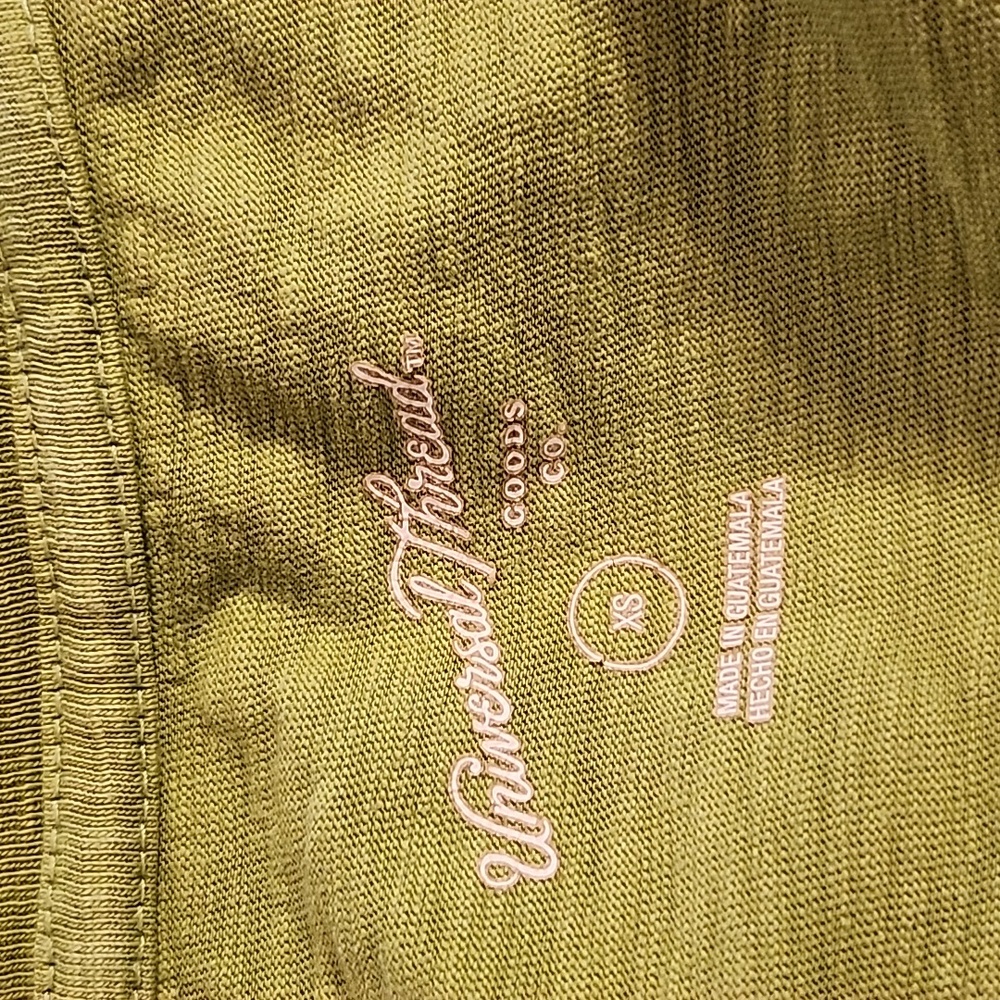 Universal Thread™
GOODS
CO.
XS
MADE IN GUATEMALA
HECHO EN GUATEMALA